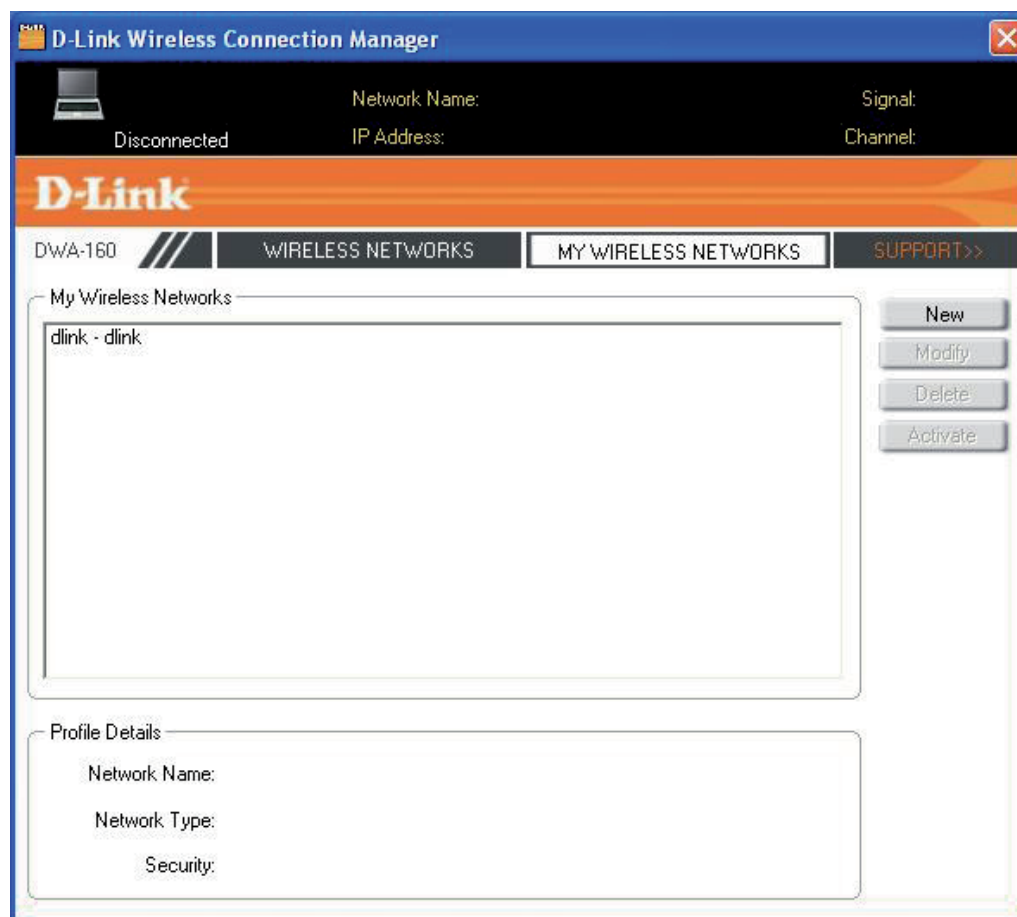 D-Link Wireless Connection Manager
Network Name:
Signal:
Disconnected
IP Address:
Channel:
D-Link
DWA-160
WIRELESS NETWORKS
MY WIRELESS NETWORKS
SUPPORT>>
My Wireless Networks
dlink - dlink
New
Modify
Delete
Activate
Profile Details
Network Name:
Network Type:
Security: